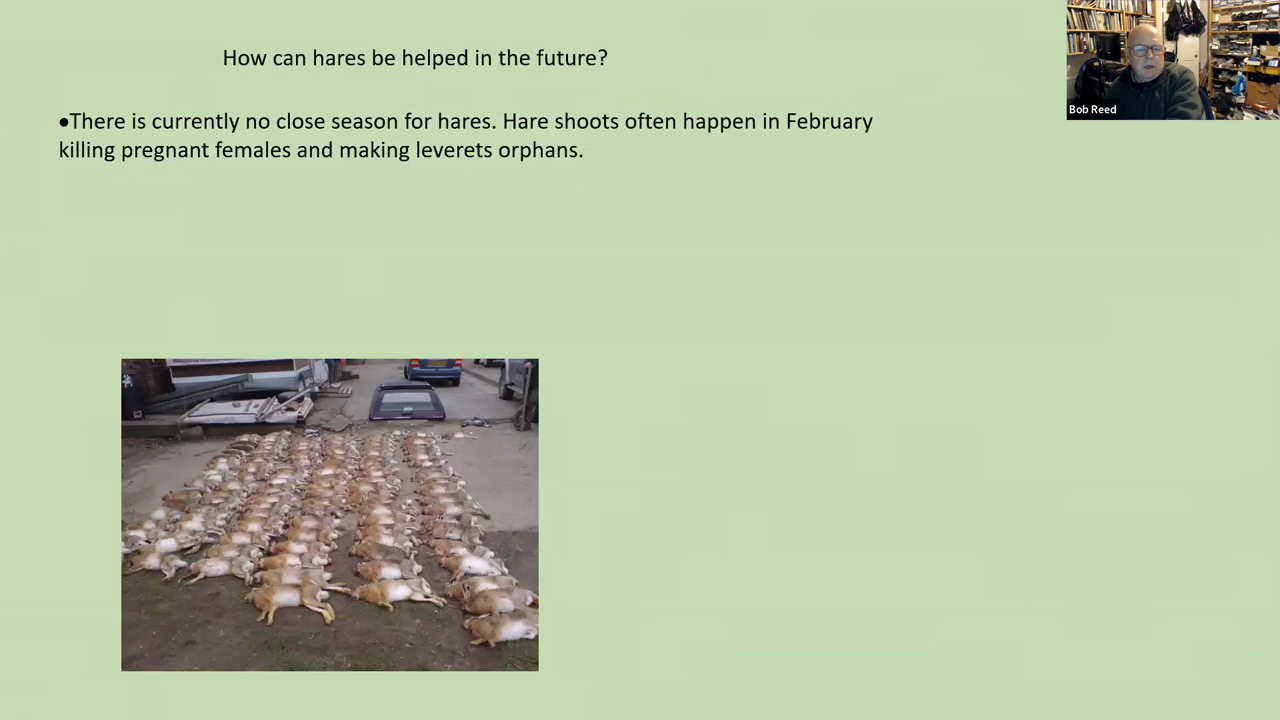 How can hares be helped in the future?
•There is currently no close season for hares. Hare shoots often happen in February
killing pregnant females and making leverets orphans.
Bob Reed